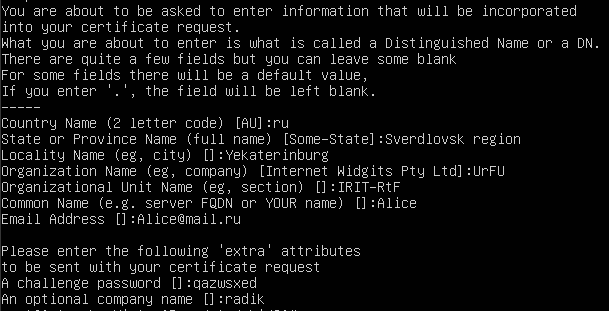 You are about to be asked to enter information that will be incorporated
into your certificate request.
What you are about to enter is what is called a Distinguished Name or a DN.
There are quite a few fields but you can leave some blank
For some fields there will be a default value,
If you enter '.', the field will be left blank.
-----
Country Name (2 letter code) [AU]:ru
State or Province Name (full name) [Some-State]:Sverdlovsk region
Locality Name (eg, city) []:Yekaterinburg
Organization Name (eg, company) [Internet Widgits Pty Ltd]:UrFU
Organizational Unit Name (eg, section) []:IRIT-RtF
Common Name (e.g. server FQDN or YOUR name) []:Alice
Email Address []:Alice@mail.ru
Please enter the following 'extra' attributes
to be sent with your certificate request
A challenge password []:qazwsxed
An optional company name []:radik